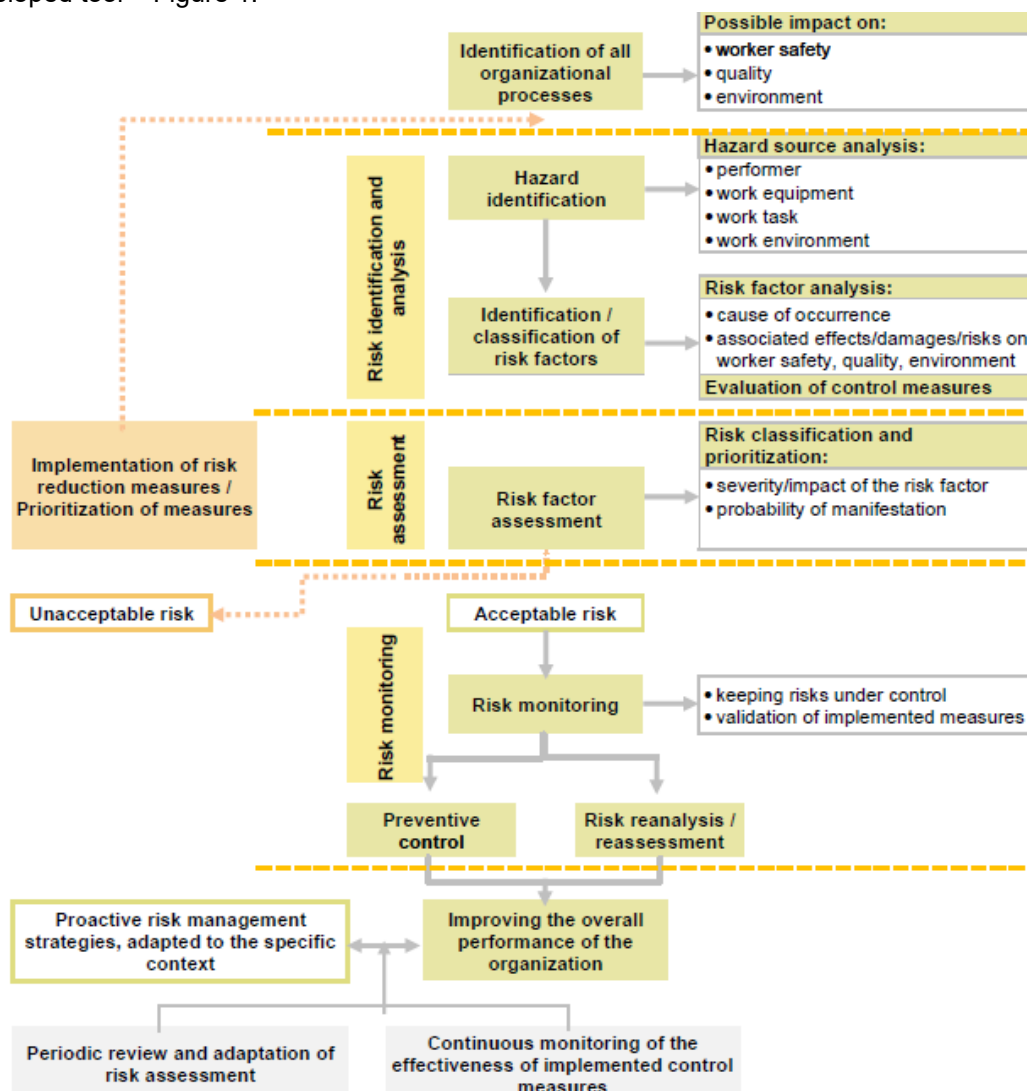 Possible impact on:
Identification of all
organizational
processes
• worker safety
• quality
• environment
Risk identification and
analysis
Hazard
identification
Hazard source analysis:
• performer
• work equipment
• work task
• work environment
Identification /
classification of
risk factors
Risk factor analysis:
• cause of occurrence
• associated effects/damages/risks on
worker safety, quality, environment
Evaluation of control measures
Implementation of risk
reduction measures /
Prioritization of measures
Risk
assessment
Risk factor
assessment
Risk classification and
prioritization:
• severity/impact of the risk factor
• probability of manifestation
Unacceptable risk
Acceptable risk
Risk monitoring
Risk monitoring
• keeping risks under control
• validation of implemented measures
Preventive
control
Risk reanalysis /
reassessment
Proactive risk management
strategies, adapted to the specific
context
Improving the overall
performance of the
organization
Periodic review and adaptation of
risk assessment
Continuous monitoring of the
effectiveness of implemented control
measures